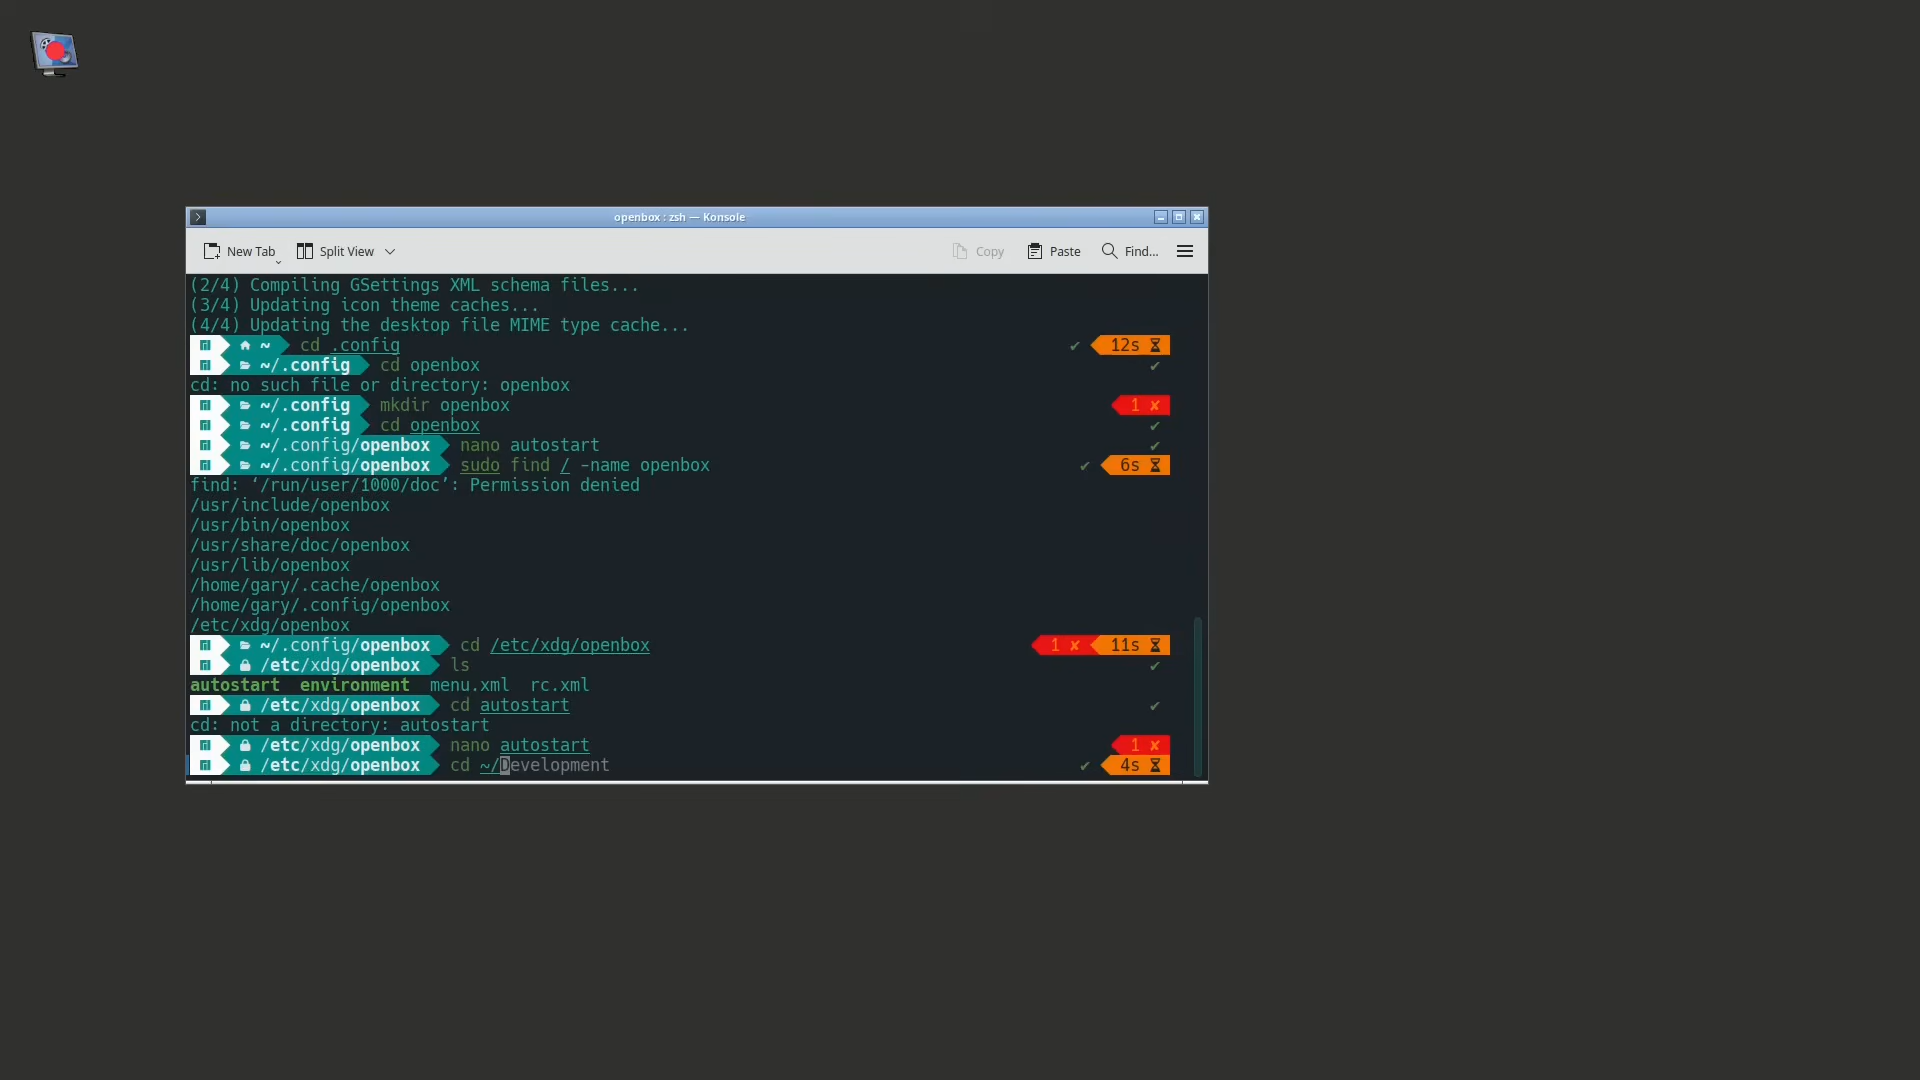 openbox : zsh — Konsole
New Tab Split View Copy Paste Find...
(2/4) Compiling GSettings XML schema files...
(3/4) Updating icon theme caches...
(4/4) Updating the desktop file MIME type cache...
~ cd .config ✔ 12s
~/.config cd openbox ✔
cd: no such file or directory: openbox
~/.config mkdir openbox 1 ✘
~/.config cd openbox ✔
~/.config/openbox nano autostart ✔
~/.config/openbox sudo find / -name openbox ✔ 6s
find: ‘/run/user/1000/doc’: Permission denied
/usr/include/openbox
/usr/bin/openbox
/usr/share/doc/openbox
/usr/lib/openbox
/home/gary/.cache/openbox
/home/gary/.config/openbox
/etc/xdg/openbox
~/.config/openbox cd /etc/xdg/openbox 1 ✘ 11s
/etc/xdg/openbox ls ✔
autostart environment menu.xml rc.xml
/etc/xdg/openbox cd autostart ✔
cd: not a directory: autostart
/etc/xdg/openbox nano autostart 1 ✘
/etc/xdg/openbox cd ~/Development ✔ 4s